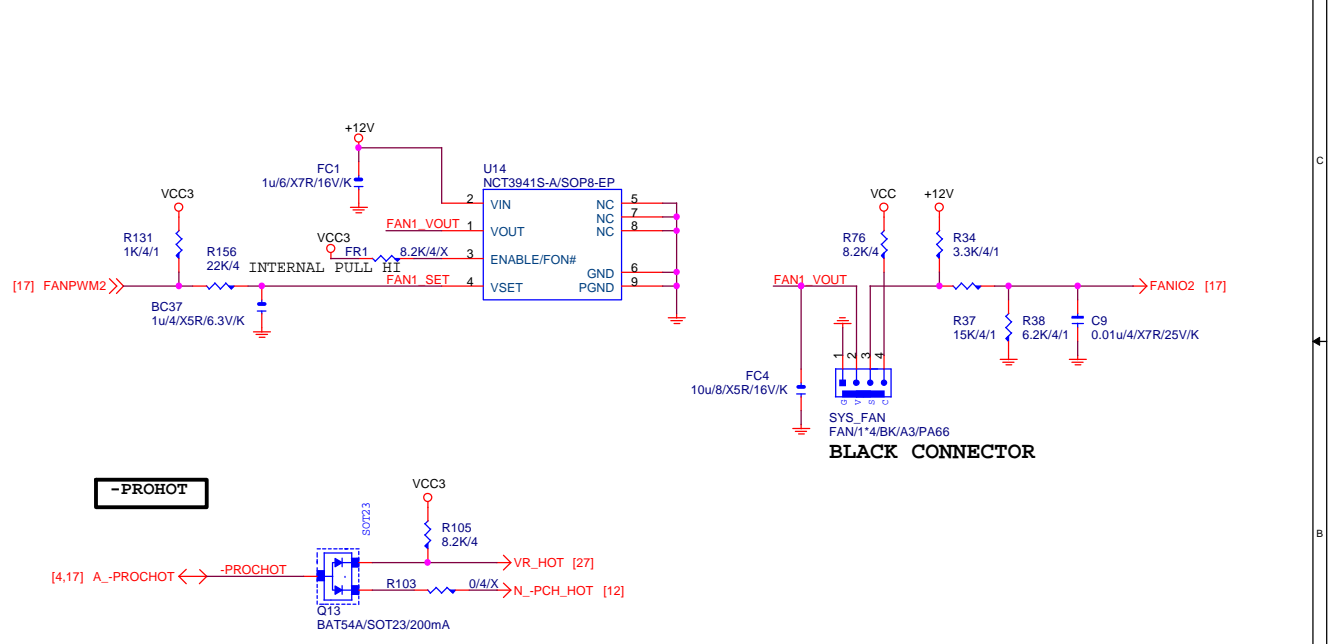 C
+12V
FC1
1u/6/X7R/16V/K
U14
NCT3941S-A/SOP8-EP
VCC3
VCC
+12V
2 VIN
NC 5
NC 7
NC 8
FAN1_VOUT 1 VOUT
R131
1K/4/1
R156
22K/4
VCC3
FR1 8.2K/4/X
3 ENABLE/FON#
INTERNAL PULL HI
R76
8.2K/4
R34
3.3K/4/1
GND 6
PGND 9
FAN1_SET 4 VSET
[17] FANPWM2
BC37
1u/4/X5R/6.3V/K
FAN1_VOUT
FANIO2 [17]
R37
15K/4/1
R38
6.2K/4/1
C9
0.01u/4/X7R/25V/K
1 2 3 4
FC4
10u/8/X5R/16V/K
G V S C
SYS_FAN
FAN/1*4/BK/A3/PA66
BLACK CONNECTOR
-PROHOT
VCC3
SOT23
R105
8.2K/4
B
VR_HOT [27]
[4,17] A_-PROCHOT
-PROCHOT
R103 0/4/X
N_-PCH_HOT [12]
Q13
BAT54A/SOT23/200mA